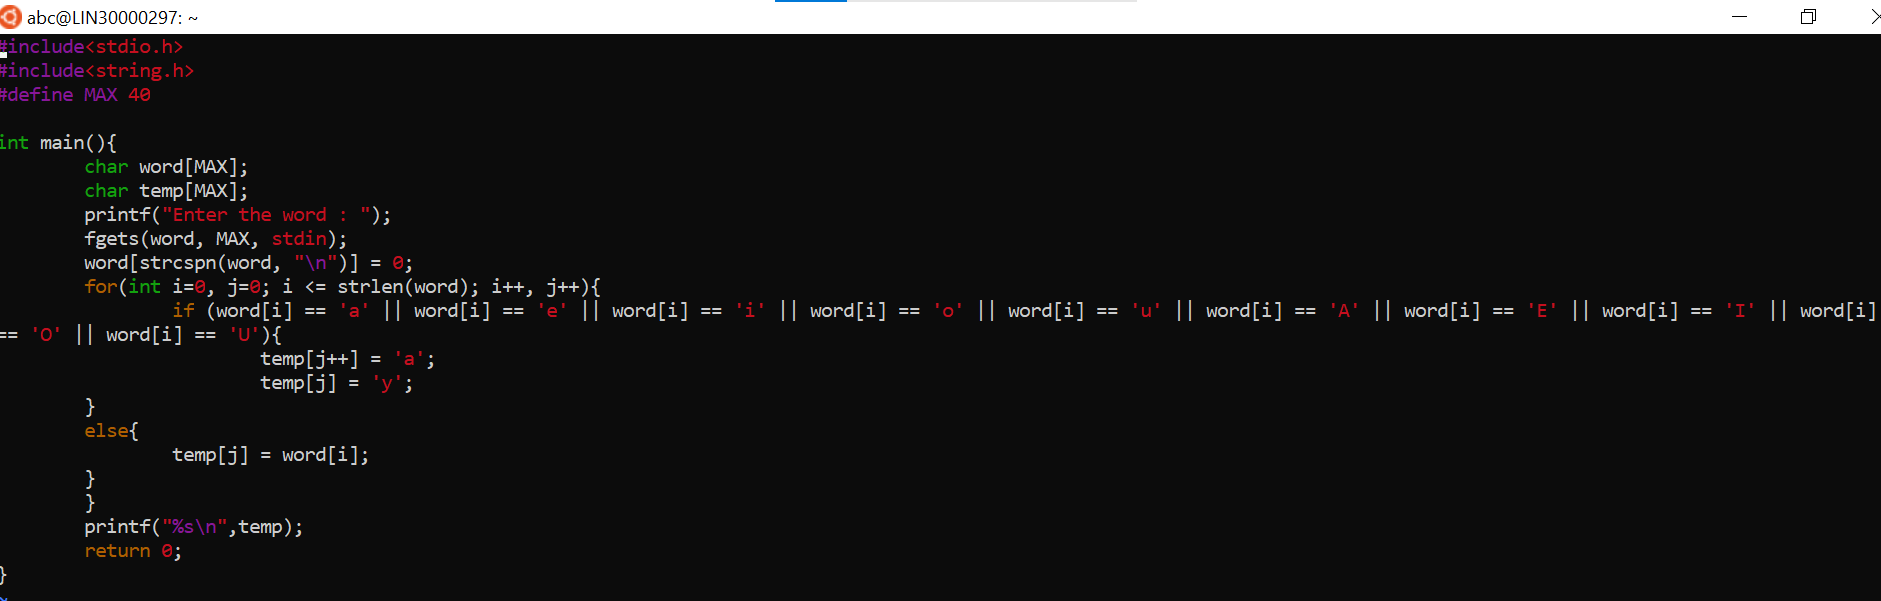 abc@LIN30000297: ~
#include<stdio.h>
#include<string.h>
#define MAX 40
int main(){
char word[MAX];
char temp[MAX];
printf("Enter the word : ");
fgets(word, MAX, stdin);
word[strcspn(word, "\n")] = 0;
for(int i=0, j=0; i <= strlen(word); i++, j++){
if (word[i] == 'a' || word[i] == 'e' || word[i] == 'i' || word[i] == 'o' || word[i] == 'u' || word[i] == 'A' || word[i] == 'E' || word[i] == 'I' || word[i]
== 'O' || word[i] == 'U'){
temp[j++] = 'a';
temp[j] = 'y';
}
else{
temp[j] = word[i];
}
}
printf("%s\n",temp);
return 0;
}
~